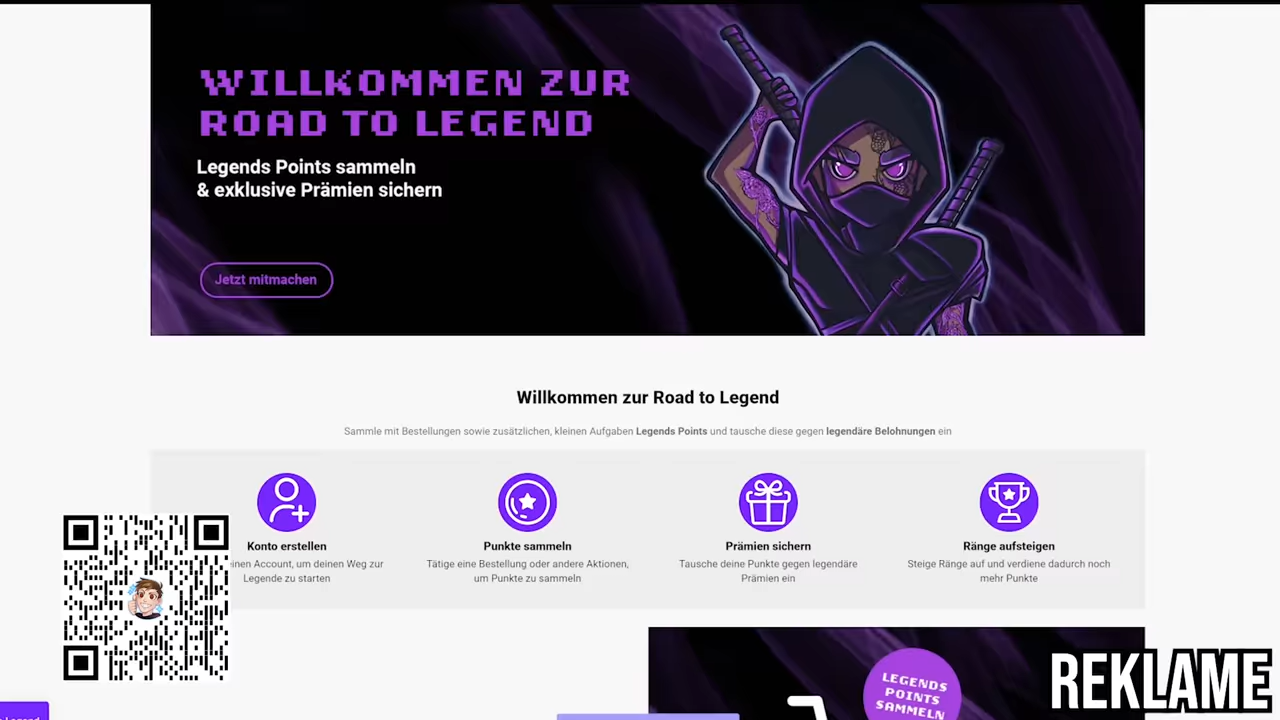 WILLKOMMEN ZUR
ROAD TO LEGEND
Legends Points sammeln
& exklusive Prämien sichern
Jetzt mitmachen
Willkommen zur Road to Legend
Sammle mit Bestellungen sowie zusätzlichen, kleinen Aufgaben Legends Points und tausche diese gegen legendäre Belohnungen ein
Konto erstellen
einen Account, um deinen Weg zur
Legende zu starten
Punkte sammeln
Tätige eine Bestellung oder andere Aktionen,
um Punkte zu sammeln
Prämien sichern
Tausche deine Punkte gegen legendäre
Prämien ein
Ränge aufsteigen
Steige Ränge auf und verdiene dadurch noch
mehr Punkte
LEGENDS
POINTS
SAMMELN
REKLAME